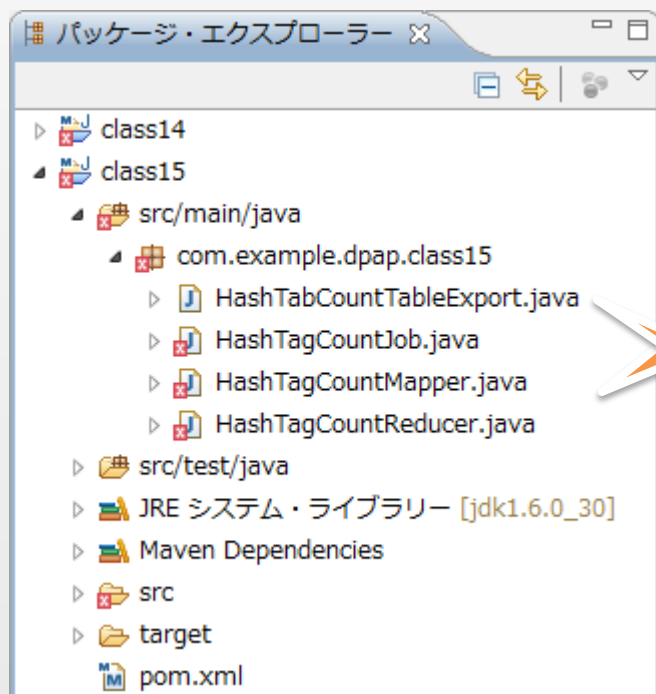 パッケージ・エクスプローラー
class14
class15
src/main/java
com.example.dpap.class15
HashTabCountTableExport.java
HashTagCountJob.java
HashTagCountMapper.java
HashTagCountReducer.java
src/test/java
JRE システム・ライブラリー [jdk1.6.0_30]
Maven Dependencies
src
target
pom.xml